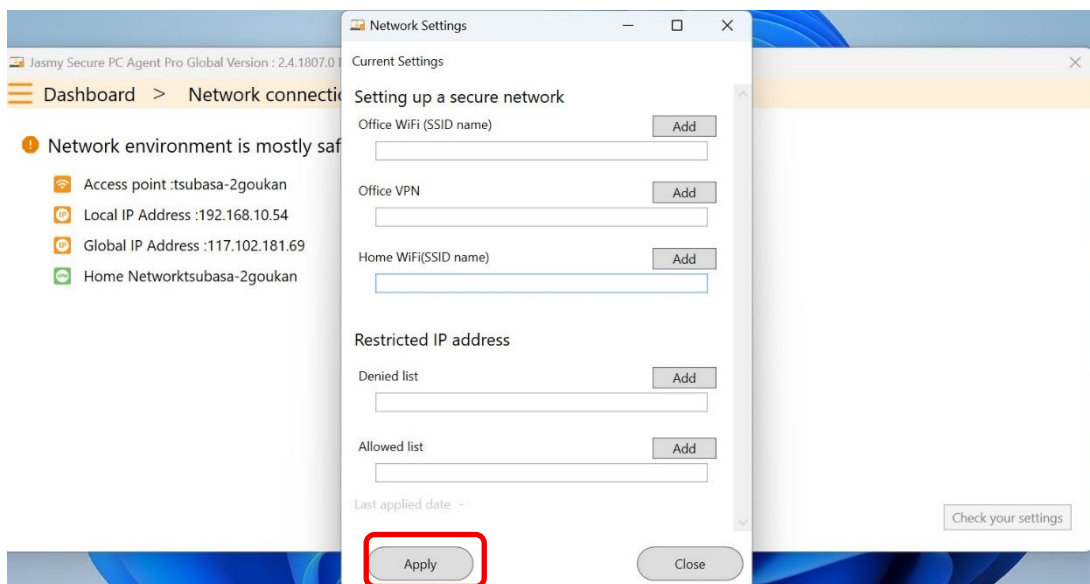 Network Settings
Jasmy Secure PC Agent Pro Global Version : 2.4.1807.0
Dashboard > Network connectio
Network environment is mostly saf
Access point :tsubasa-2goukan
Local IP Address :192.168.10.54
Global IP Address :117.102.181.69
Home Networktsubasa-2goukan
Current Settings
Setting up a secure network
Office WiFi (SSID name)
Add
Office VPN
Add
Home WiFi(SSID name)
Add
Restricted IP address
Denied list
Add
Allowed list
Add
Last applied date -
Apply
Close
Check your settings